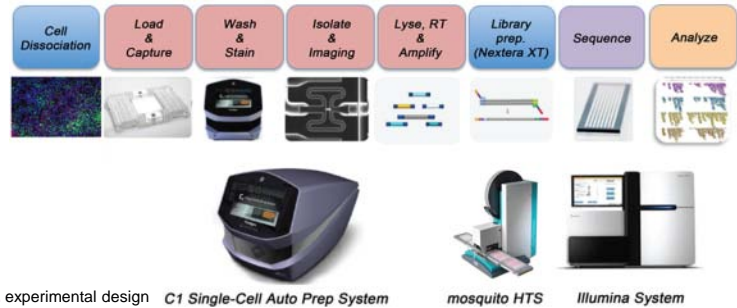 Cell
Dissociation
Load
&
Capture
Wash
&
Stain
Isolate
&
Imaging
Lyse, RT
&
Amplify
Library
prep.
(Nextera XT)
Sequence
Analyze
experimental design
C1 Single-Cell Auto Prep System
mosquito HTS
Illumina System